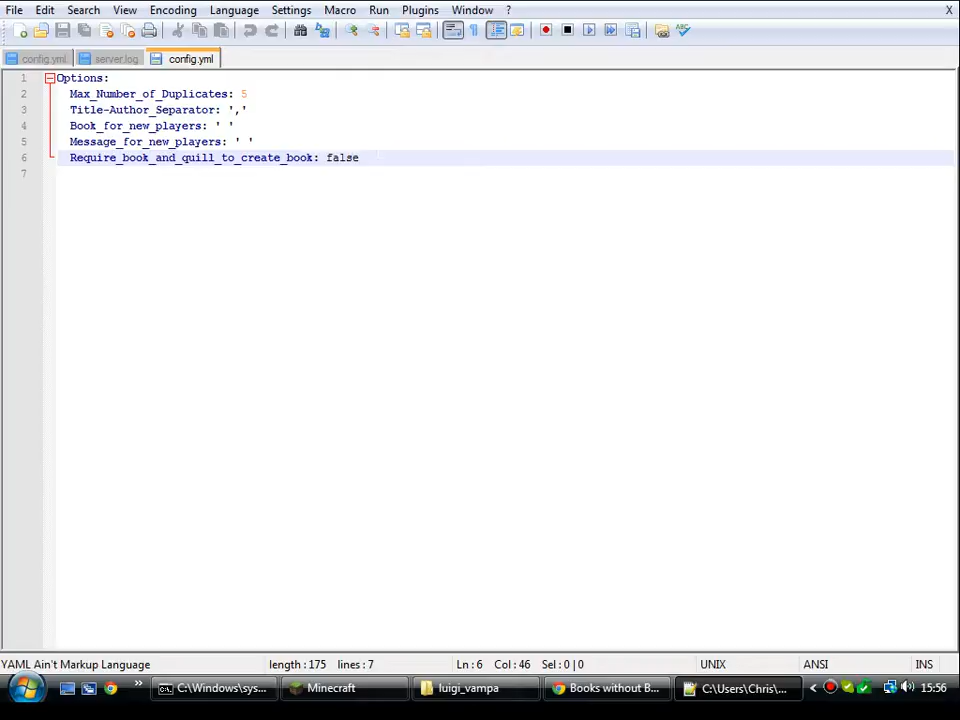 File Edit Search View Encoding Language Settings Macro Run Plugins Window ? X
config.yml server.log config.yml
1 Options:
2 Max_Number_of_Duplicates: 5
3 Title-Author_Separator: ','
4 Book_for_new_players: ' '
5 Message_for_new_players: ' '
6 Require_book_and_quill_to_create_book: false
7
YAML Ain't Markup Language length : 175 lines : 7 Ln : 6 Col : 46 Sel : 0 | 0 UNIX ANSI INS
C:\Windows\sys... Minecraft luigi_vampa Books without B... C:\Users\Chris\... 15:56